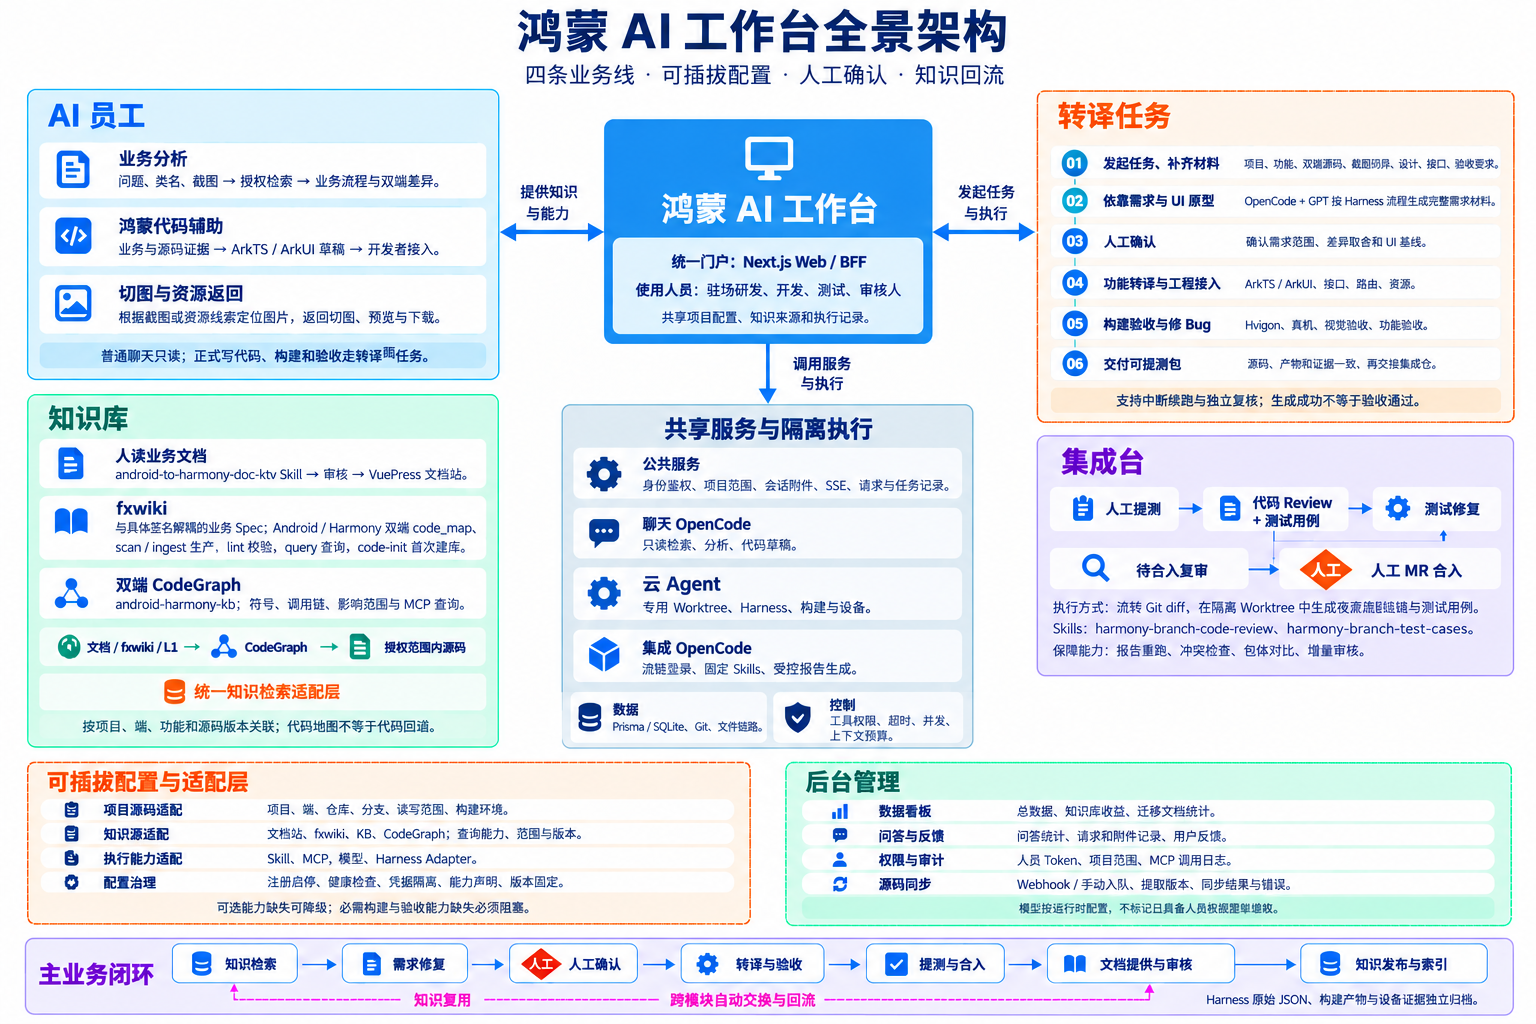 鸿蒙 AI 工作台全景架构
四条业务线 · 可插拔配置 · 人工确认 · 知识回流
AI 员工
业务分析
问题、类名、截图 → 授权检索 → 业务流程与双端差异。
鸿蒙代码辅助
业务与源码证据 → ArkTS / ArkUI 草稿 → 开发者接入。
切图与资源返回
根据截图或资源线索定位图片，返回切图、预览与下载。
普通聊天只读；正式写代码、构建和验收走转译任务。
提供知识
与能力
鸿蒙 AI 工作台
统一门户：Next.js Web / BFF
使用人员：驻场研发、开发、测试、审核人
共享项目配置、知识来源和执行记录。
发起任务
与执行
调用服务
与执行
转译任务
01 发起任务、补齐材料 项目、功能、双端源码、截图、设计、接口、验收要求。
02 依靠需求与 UI 原型 OpenCode + GPT 按 Harness 流程生成完整需求材料。
03 人工确认 确认需求范围、差异取舍和 UI 基线。
04 功能转译与工程接入 ArkTS / ArkUI、接口、路由、资源。
05 构建验收与修 Bug Hvigon、真机、视觉验收、功能验收。
06 交付可提测包 源码、产物和证据一致、再交接集成仓。
支持中断续跑与独立复核；生成成功不等于验收通过。
知识库
人读业务文档
android-to-harmony-doc-ktv Skill → 审核 → VuePress 文档站。
fxwiki
与具体签名解耦的业务 Spec；Android / Harmony 双端 code_map、
scan / ingest 生产，lint 校验，query 查询，code-init 首次建库。
双端 CodeGraph
android-harmony-kb；符号、调用链、影响范围与 MCP 查询。
文档 / fxwiki / L1 → CodeGraph → 授权范围内源码
统一知识检索适配层
按项目、端、功能和源码版本关联；代码地图不等于代码回道。
共享服务与隔离执行
公共服务
身份鉴权、项目范围、会话附件、SSE、请求与任务记录。
聊天 OpenCode
只读检索、分析、代码草稿。
云 Agent
专用 Worktree、Harness、构建与设备。
集成 OpenCode
流链登录、固定 Skills、受控报告生成。
数据
Prisma / SQLite、Git、文件链路。
控制
工具权限、超时、并发、
上下文预算。
集成台
人工提测
代码 Review
+ 测试用例
测试修复
待合入复审
人工
人工 MR 合入
执行方式：流转 Git diff，在隔离 Worktree 中生成与测试用例。
Skills：harmony-branch-code-review、harmony-branch-test-cases。
保障能力：报告重跑、冲突检查、包体对比、增量审核。
可插拔配置与适配层
项目源码适配 项目、端、仓库、分支、读写范围、构建环境。
知识源适配 文档站、fxwiki、KB、CodeGraph；查询能力、范围与版本。
执行能力适配 Skill、MCP，模型、Harness Adapter。
配置治理 注册启停、健康检查、凭据隔离、能力声明、版本固定。
可选能力缺失可降级；必需构建与验收能力缺失必须阻塞。
后台管理
数据看板 总数据、知识库收益、迁移文档统计。
问答与反馈 问答统计、请求和附件记录、用户反馈。
权限与审计 人员 Token、项目范围、MCP 调用日志。
源码同步 Webhook / 手动入队、提取版本、同步结果与错误。
模型按运行时配置，不标记日具备人员
主业务闭环
知识检索
需求修复
人工
人工确认
转译与验收
提测与合入
文档提供与审核
知识发布与索引
知识复用
跨模块自动交换与回流
Harness 原始 JSON、构建产物与设备证据独立归档。